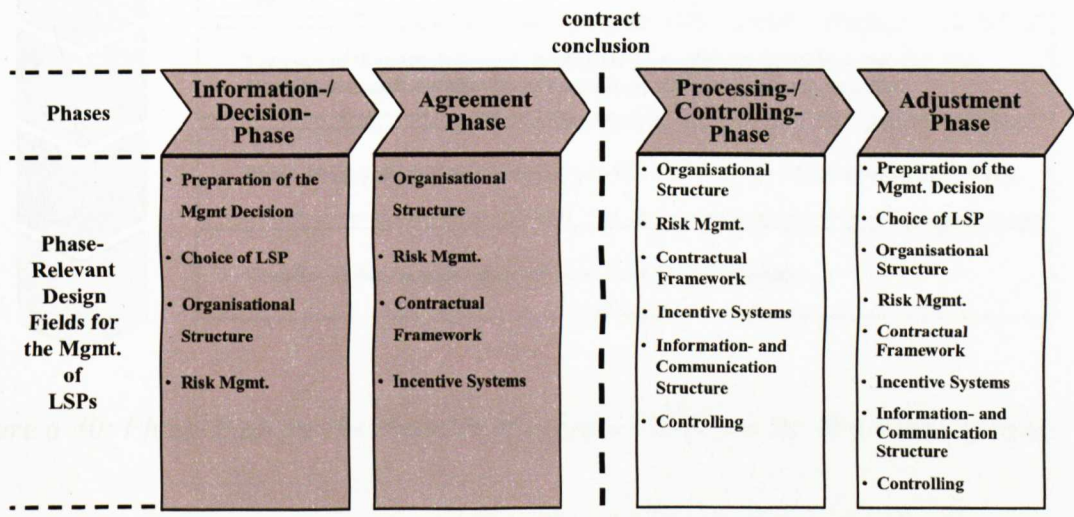 contract
conclusion
Phases
Information-/
Decision-
Phase
Agreement
Phase
Processing-/
Controlling-
Phase
Adjustment
Phase
Phase-
Relevant
Design
Fields for
the Mgmt.
of
LSPs
• Preparation of the
Mgmt Decision
• Choice of LSP
• Organisational
Structure
• Risk Mgmt.
• Organisational
Structure
• Risk Mgmt.
• Contractual
Framework
• Incentive Systems
• Organisational
Structure
• Risk Mgmt.
• Contractual
Framework
• Incentive Systems
• Information- and
Communication
Structure
• Controlling
• Preparation of the
Mgmt. Decision
• Choice of LSP
• Organisational
Structure
• Risk Mgmt.
• Contractual
Framework
• Incentive Systems
• Information- and
Communication
Structure
• Controlling